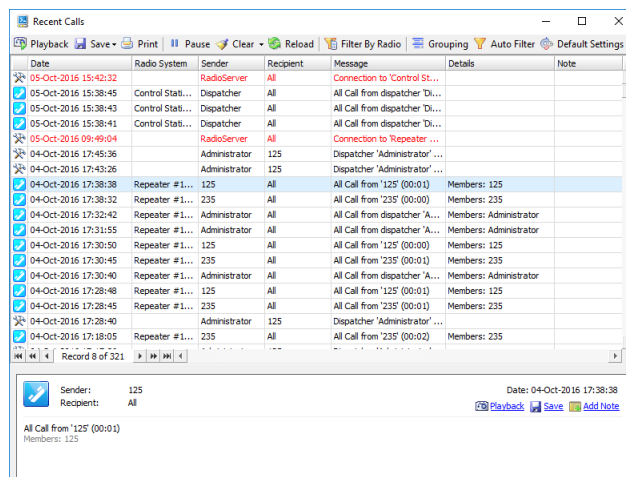 Recent Calls
Playback Save Print Pause Clear Reload Filter By Radio Grouping Auto Filter Default Settings
Date Radio System Sender Recipient Message Details Note
05-Oct-2016 15:42:32 RadioServer All Connection to 'Control St...
05-Oct-2016 15:38:45 Control Stati... Dispatcher All All Call from dispatcher 'Di...
05-Oct-2016 15:38:43 Control Stati... Dispatcher All All Call from dispatcher 'Di...
05-Oct-2016 15:38:41 Control Stati... Dispatcher All All Call from dispatcher 'Di...
05-Oct-2016 09:49:04 RadioServer All Connection to 'Repeater ...
04-Oct-2016 17:45:36 Administrator 125 Dispatcher 'Administrator' ...
04-Oct-2016 17:43:26 Administrator 125 Dispatcher 'Administrator' ...
04-Oct-2016 17:38:38 Repeater #1... 125 All All Call from '125' (00:01) Members: 125
04-Oct-2016 17:38:32 Repeater #1... 235 All All Call from '235' (00:00) Members: 235
04-Oct-2016 17:32:42 Repeater #1... Administrator All All Call from dispatcher 'A... Members: Administrator
04-Oct-2016 17:31:55 Repeater #1... Administrator All All Call from dispatcher 'A... Members: Administrator
04-Oct-2016 17:30:50 Repeater #1... 125 All All Call from '125' (00:00) Members: 125
04-Oct-2016 17:30:45 Repeater #1... 235 All All Call from '235' (00:01) Members: 235
04-Oct-2016 17:30:40 Repeater #1... Administrator All All Call from dispatcher 'A... Members: Administrator
04-Oct-2016 17:28:48 Repeater #1... 125 All All Call from '125' (00:01) Members: 125
04-Oct-2016 17:28:45 Repeater #1... 235 All All Call from '235' (00:01) Members: 235
04-Oct-2016 17:28:40 Administrator 125 Dispatcher 'Administrator' ...
04-Oct-2016 17:18:05 Repeater #1... 235 All All Call from '235' (00:02) Members: 235
Record 8 of 321
Sender: 125 Date: 04-Oct-2016 17:38:38
Recipient: All Playback Save Add Note
All Call from '125' (00:01)
Members: 125